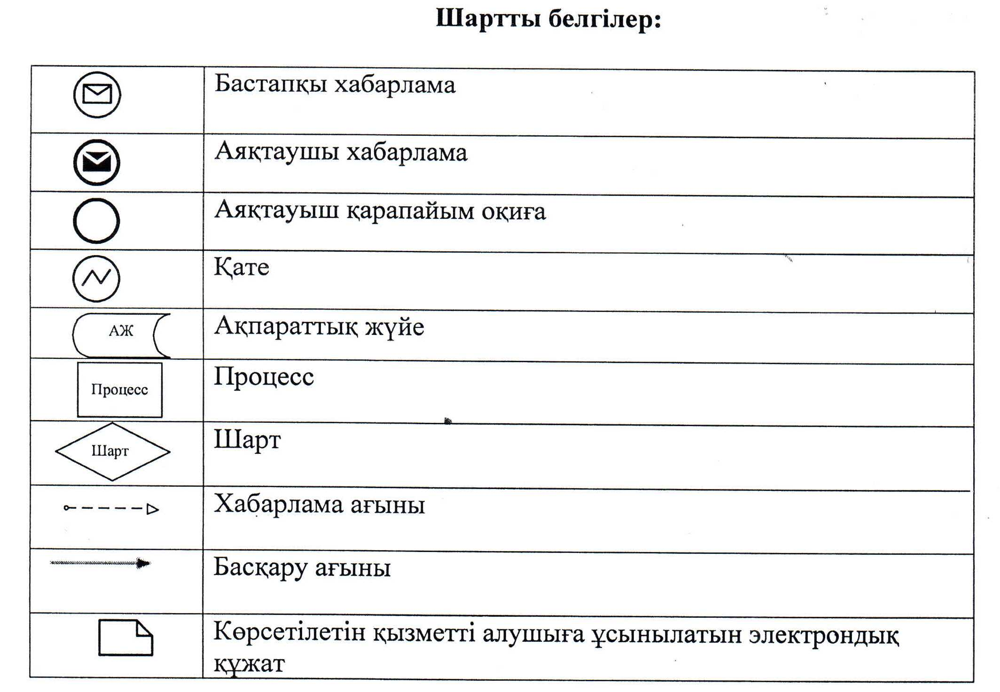 Шартты белгілер:
Бастапқы хабарлама
Аяқтаушы хабарлама
Аяқтауыш қарапайым оқиға
Қате
АЖ
Ақпараттық жүйе
Процесс
Процесс
Шарт
Шарт
Хабарлама ағыны
Басқару ағыны
Көрсетілетін қызметті алушыға ұсынылатын электрондық
құжат